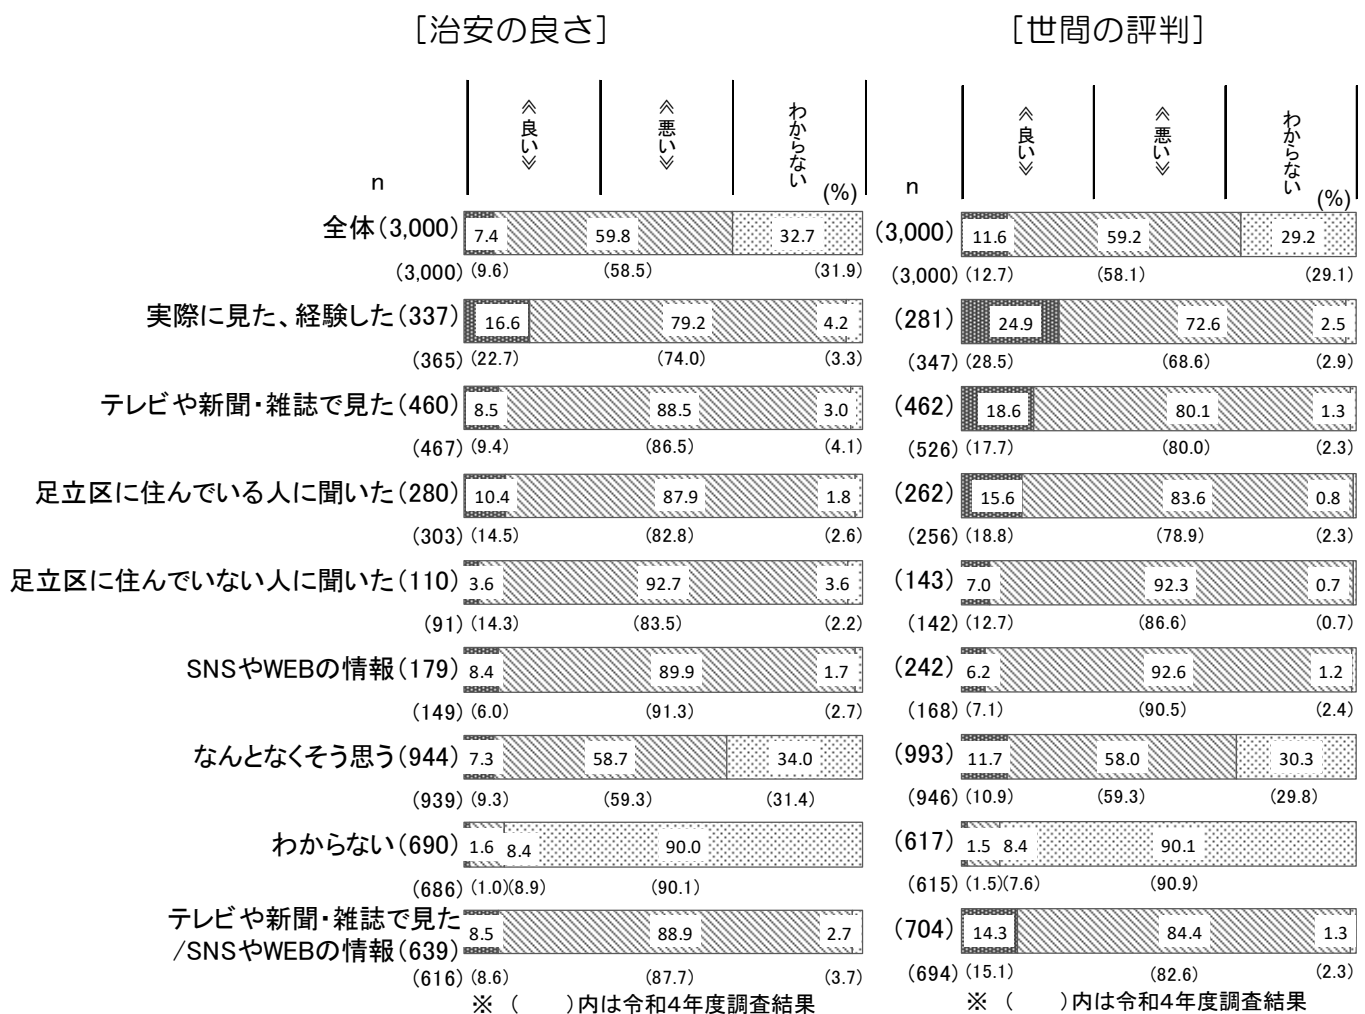 [治安の良さ]
[世間の評判]
≪良い≫
≪悪い≫
わからない
≪良い≫
≪悪い≫
わからない
n
(%)
n
(%)
全体(3,000) 7.4 59.8 32.7 (3,000) 11.6 59.2 29.2
(3,000) (9.6) (58.5) (31.9) (3,000) (12.7) (58.1) (29.1)
実際に見た、経験した(337) 16.6 79.2 4.2 (281) 24.9 72.6 2.5
(365) (22.7) (74.0) (3.3) (347) (28.5) (68.6) (2.9)
テレビや新聞・雑誌で見た(460) 8.5 88.5 3.0 (462) 18.6 80.1 1.3
(467) (9.4) (86.5) (4.1) (526) (17.7) (80.0) (2.3)
足立区に住んでいる人に聞いた(280) 10.4 87.9 1.8 (262) 15.6 83.6 0.8
(303) (14.5) (82.8) (2.6) (256) (18.8) (78.9) (2.3)
足立区に住んでいない人に聞いた(110) 3.6 92.7 3.6 (143) 7.0 92.3 0.7
(91) (14.3) (83.5) (2.2) (142) (12.7) (86.6) (0.7)
SNSやWEBの情報(179) 8.4 89.9 1.7 (242) 6.2 92.6 1.2
(149) (6.0) (91.3) (2.7) (168) (7.1) (90.5) (2.4)
なんとなくそう思う(944) 7.3 58.7 34.0 (993) 11.7 58.0 30.3
(939) (9.3) (59.3) (31.4) (946) (10.9) (59.3) (29.8)
わからない(690) 1.6 8.4 90.0 (617) 1.5 8.4 90.1
(686) (1.0)(8.9) (90.1) (615) (1.5)(7.6) (90.9)
テレビや新聞・雑誌で見た
/SNSやWEBの情報(639) 8.5 88.9 2.7 (704) 14.3 84.4 1.3
(616) (8.6) (87.7) (3.7) (694) (15.1) (82.6) (2.3)
※ ( )内は令和4年度調査結果
※ ( )内は令和4年度調査結果